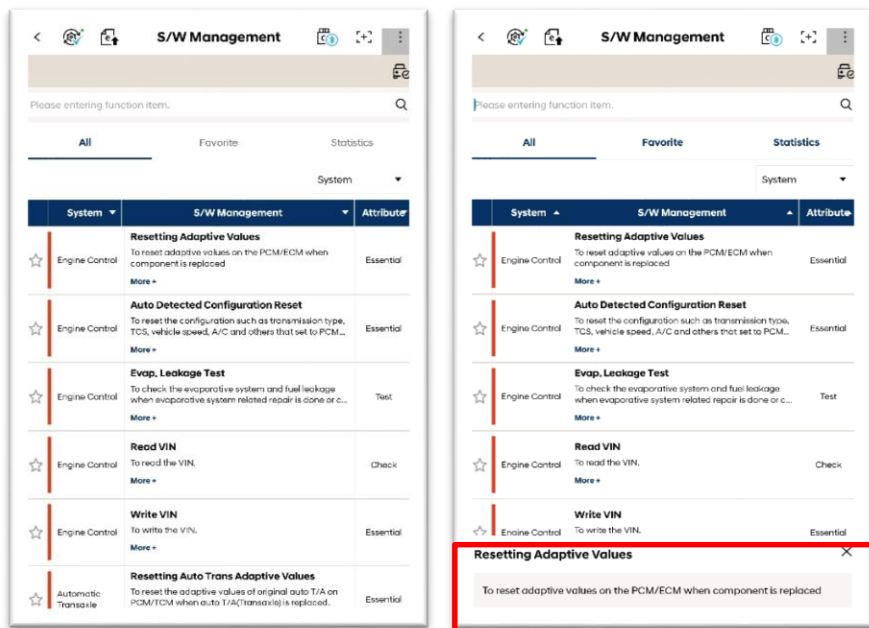 S/W Management
Please entering function item.
All Favorite Statistics
System
System S/W Management Attribute
Resetting Adaptive Values
Engine Control
To reset adaptive values on the PCM/ECM when
component is replaced
Essential
More +
Auto Detected Configuration Reset
Engine Control
To reset the configuration such as transmission type,
TCS, vehicle speed, A/C and others that set to PCM...
Essential
More +
Evap. Leakage Test
Engine Control
To check the evaporative system and fuel leakage
when evaporative system related repair is done or c...
Test
More +
Read VIN
Engine Control
To read the VIN.
Check
More +
Write VIN
Engine Control
To write the VIN.
Essential
More +
Resetting Auto Trans Adaptive Values
Automatic
Transaxle
To reset the adaptive values of original auto T/A on
PCM/TCM when auto T/A(Transaxle) is replaced.
Essential
S/W Management
Please entering function item.
All Favorite Statistics
System
System S/W Management Attribute
Resetting Adaptive Values
Engine Control
To reset adaptive values on the PCM/ECM when
component is replaced
Essential
More +
Auto Detected Configuration Reset
Engine Control
To reset the configuration such as transmission type,
TCS, vehicle speed, A/C and others that set to PCM...
Essential
More +
Evap. Leakage Test
Engine Control
To check the evaporative system and fuel leakage
when evaporative system related repair is done or c...
Test
More +
Read VIN
Engine Control
To read the VIN.
Check
More +
Write VIN
Engine Control
To write the VIN.
Essential
Resetting Adaptive Values
To reset adaptive values on the PCM/ECM when component is replaced